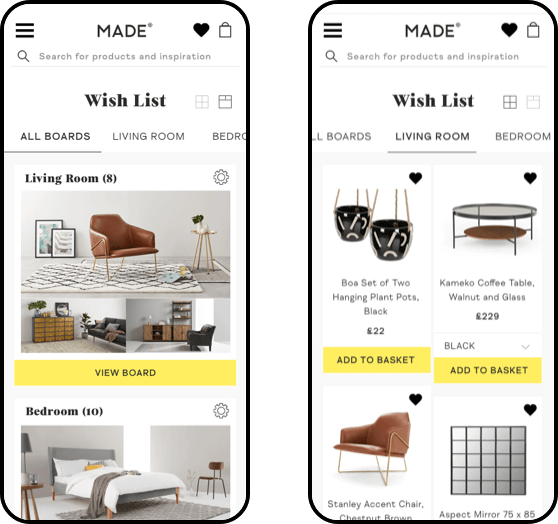 MADE®
Search for products and inspiration
Wish List
ALL BOARDS LIVING ROOM BEDRO
Living Room (8)
VIEW BOARD
Bedroom (10)
MADE®
Search for products and inspiration
Wish List
LL BOARDS LIVING ROOM BEDROOM
Boa Set of Two
Hanging Plant Pots,
Black
£22
ADD TO BASKET
Kameko Coffee Table,
Walnut and Glass
£229
BLACK
ADD TO BASKET
Stanley Accent Chair,
Chestnut Brown
Aspect Mirror 75 x 85